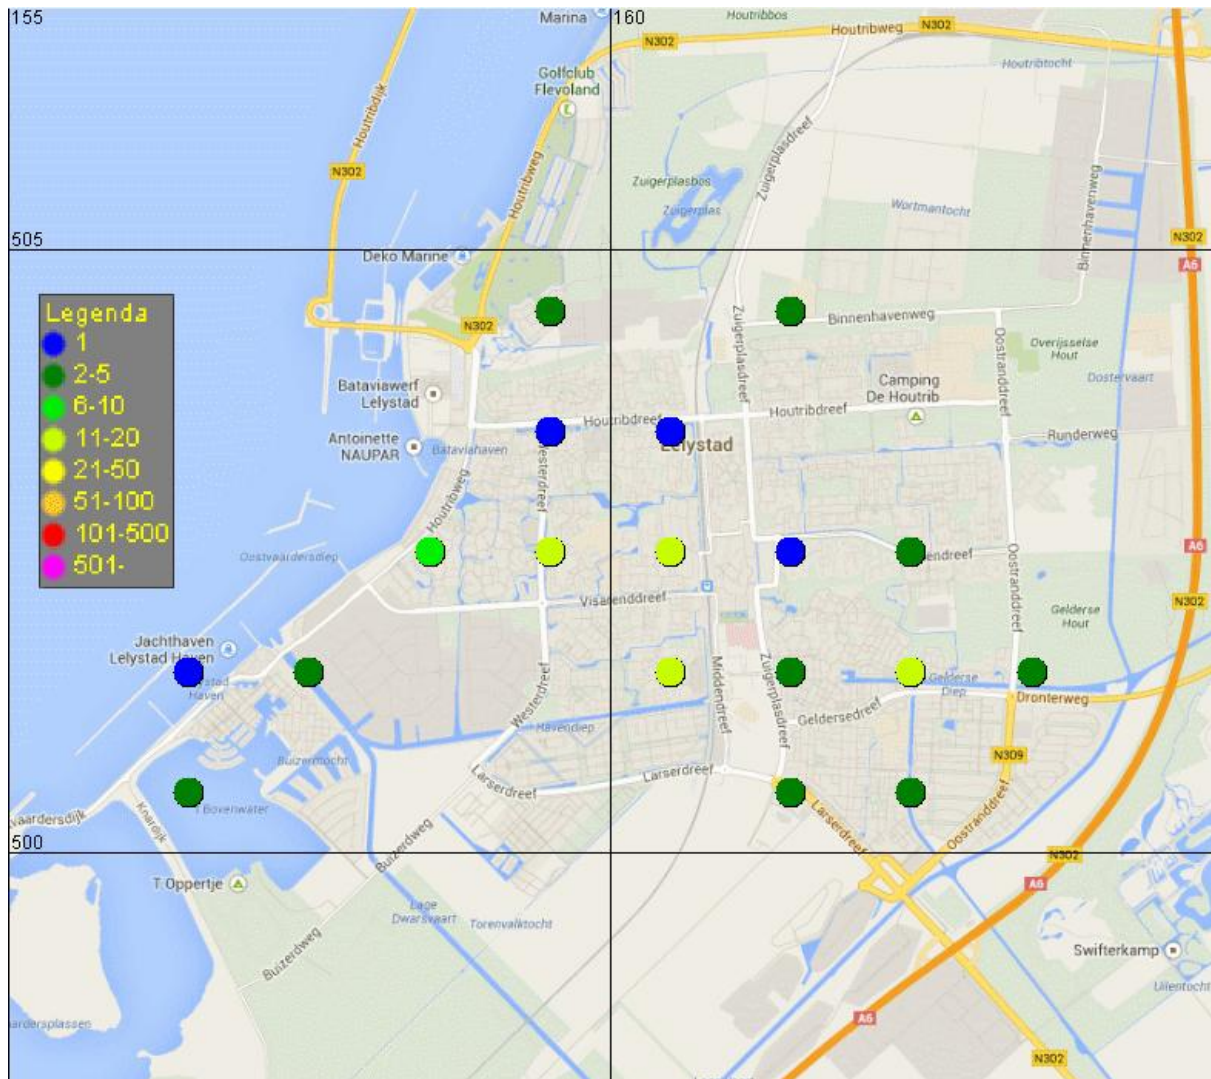 155
160
Marina
Houtribbos
Houtribweg
N302
N302
Houtribtocht
Golfclub
Flevoland
Houtribdijk
Zuigerplasdreef
N302
Houtribweg
Zuigerplasbos
Zuigerplas
Wortmantocht
Binnenhavenweg
505
Deko Marine
N302
A6
Legenda
1
2-5
6-10
11-20
21-50
51-100
101-500
501-
N302
Zuigerplasdreef
Binnenhavenweg
Oostranddreef
Overijsselse
Hout
Dostervaart
Bataviawerf
Lelystad
Camping
De Houtrib
Houtribdreef
Houtribdreef
Antoinette
NAUPAR
Bataviahaven
Westerdreef
Lelystad
Runderweg
Houtribweg
Oostvaardersdiep
endreef
Oostranddreef
A6
N302
Visarenddreef
Gelderse
Hout
Jachthaven
Lelystad Haven
ystad
Haven
Middendreef
Zuigerplasdreef
Gelderse
Diep
Dronterweg
Westerdreef
Geldersedreef
Havendiep
Buizermocht
Larserdreef
Larserdreef
N309
Bovenwater
vaardersdijk
Knardijk
Larserdreef
Oostranddreef
Buizerdweg
500
N302
T Oppertje
A6
Lage
Dwarsvaart
Torenvalktocht
Buizerdweg
Swifterkamp
Uilentocht
aardersplassen
A6
N302